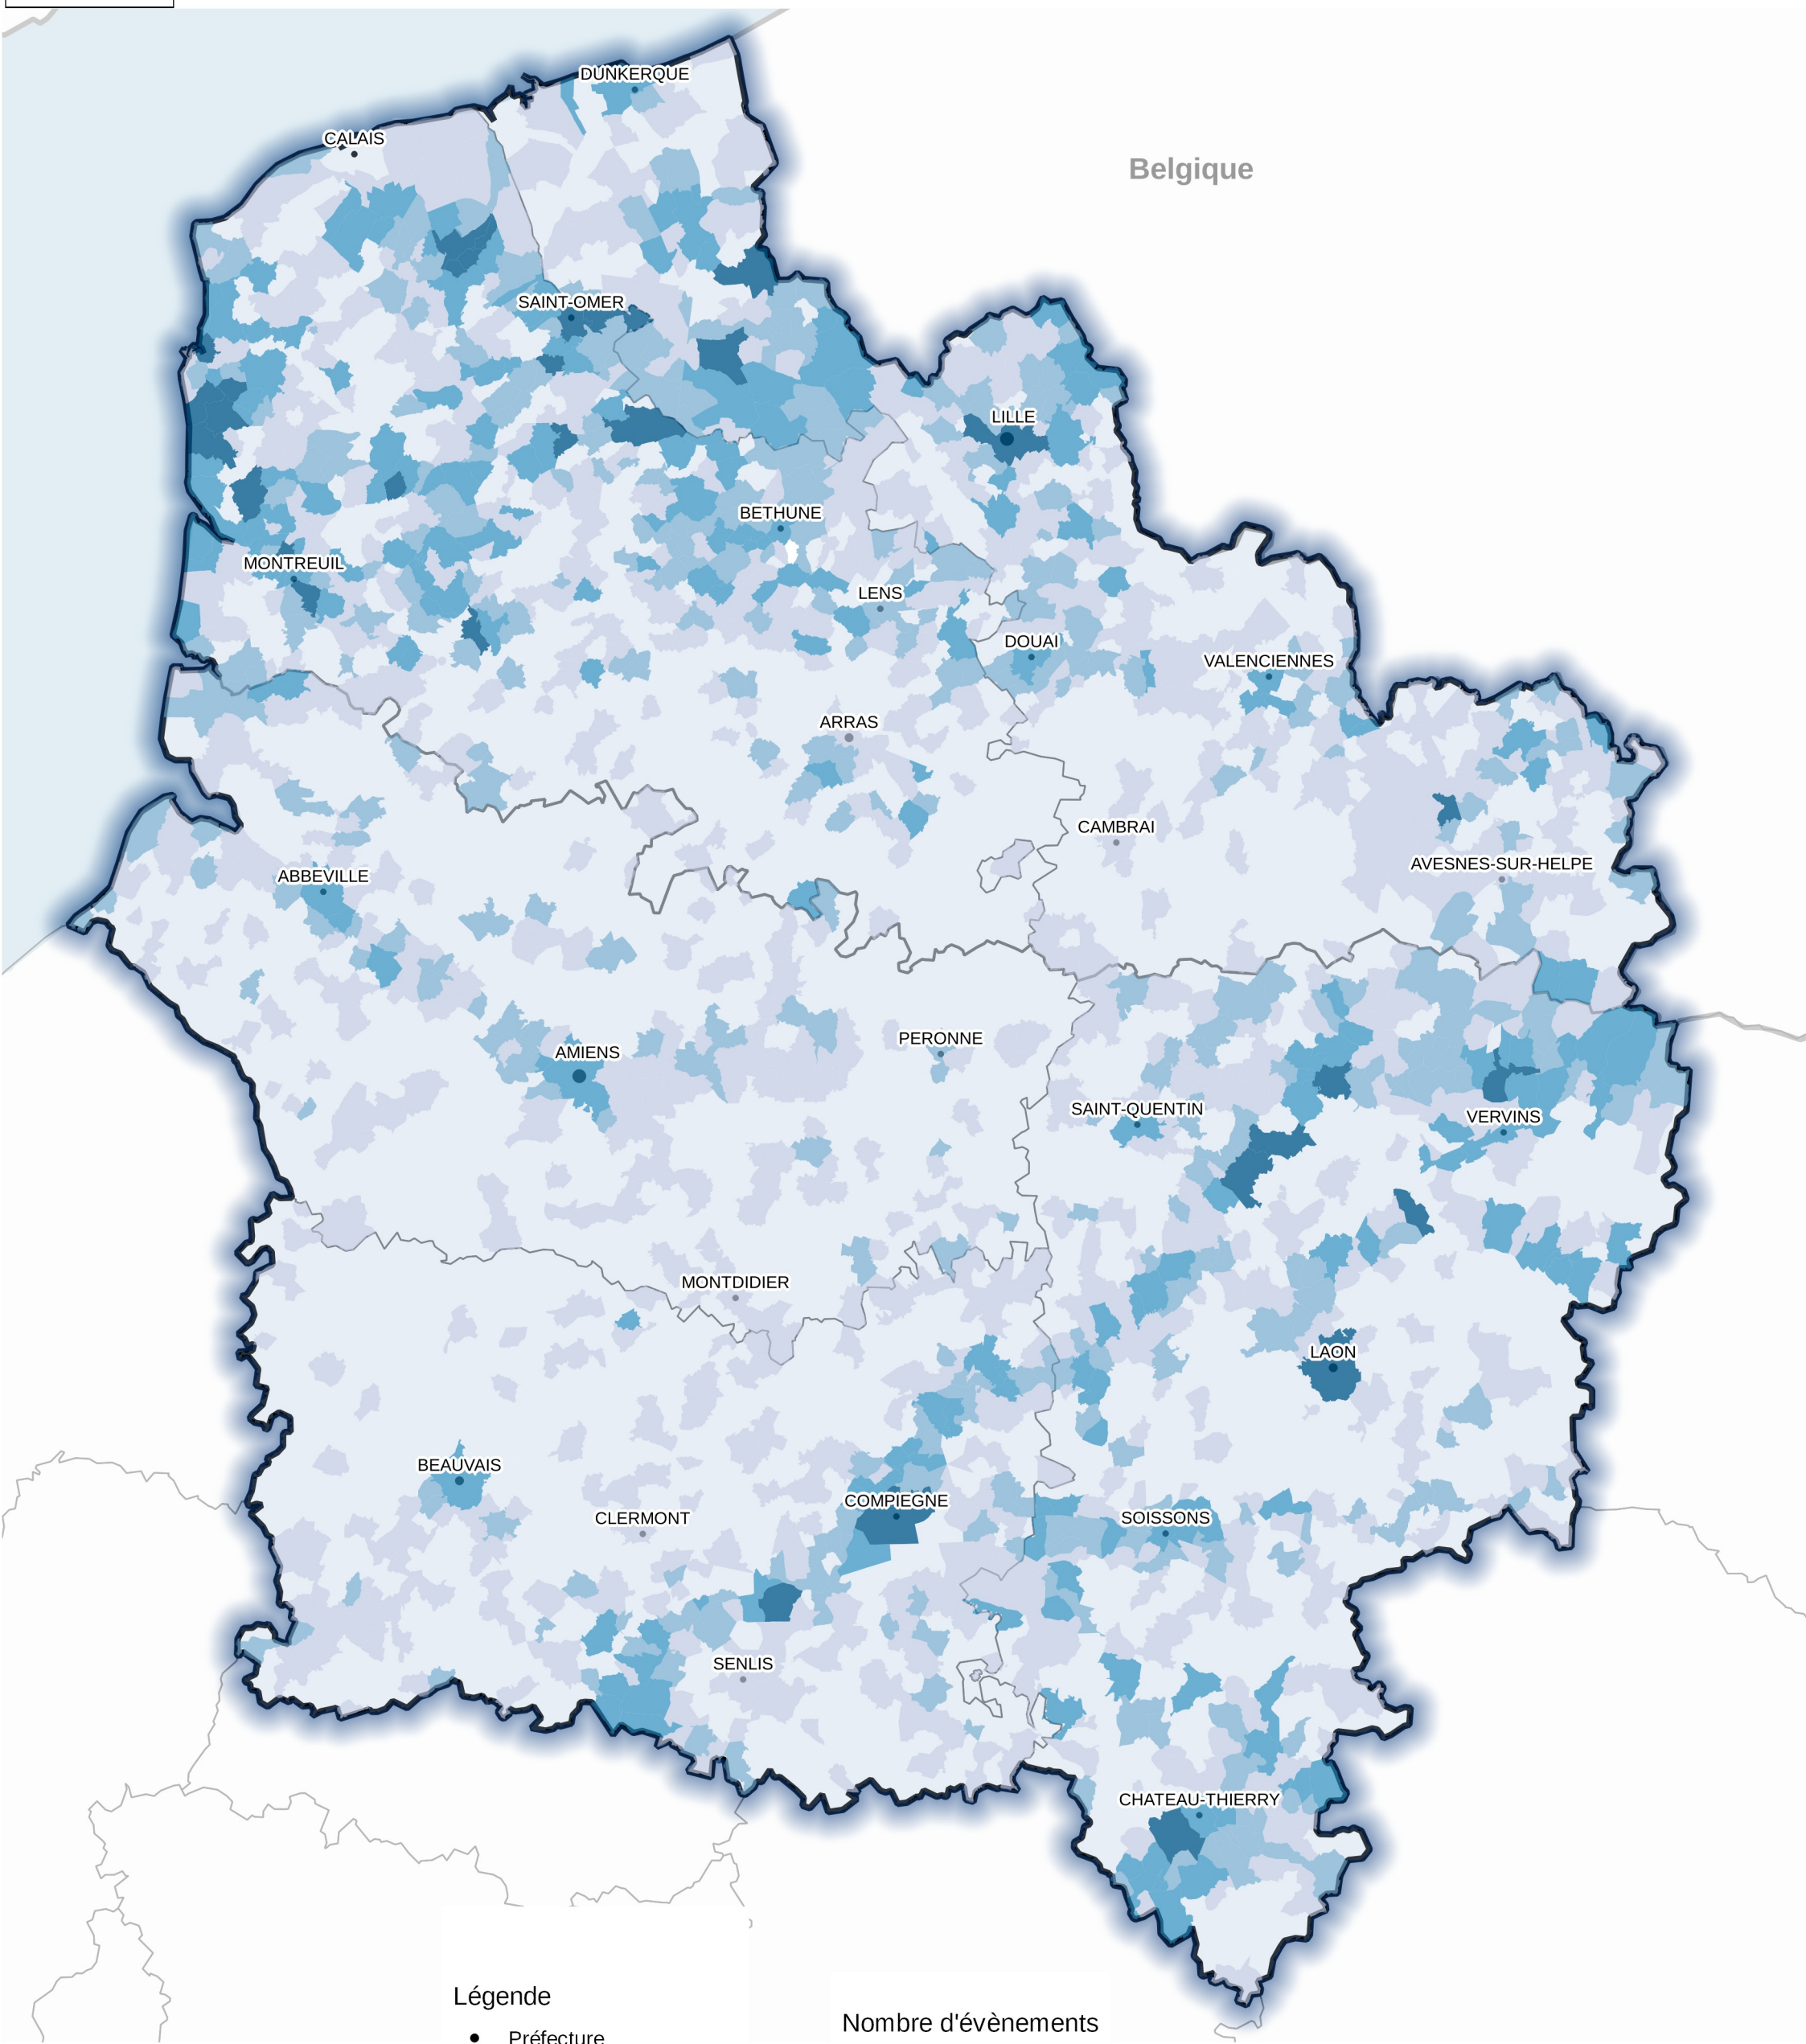 DUNKERQUE
CALAIS
Belgique
SAINT-OMER
LILLE
BETHUNE
MONTREUIL
LENS
DOUAI
VALENCIENNES
ARRAS
CAMBRAI
AVESNES-SUR-HELPE
ABBEVILLE
PERONNE
AMIENS
SAINT-QUENTIN
VERVINS
MONTDIDIER
LAON
BEAUVAIS
COMPIEGNE
CLERMONT
SOISSONS
SENLIS
CHATEAU-THIERRY
Légende
Nombre d'évènements
Préfecture